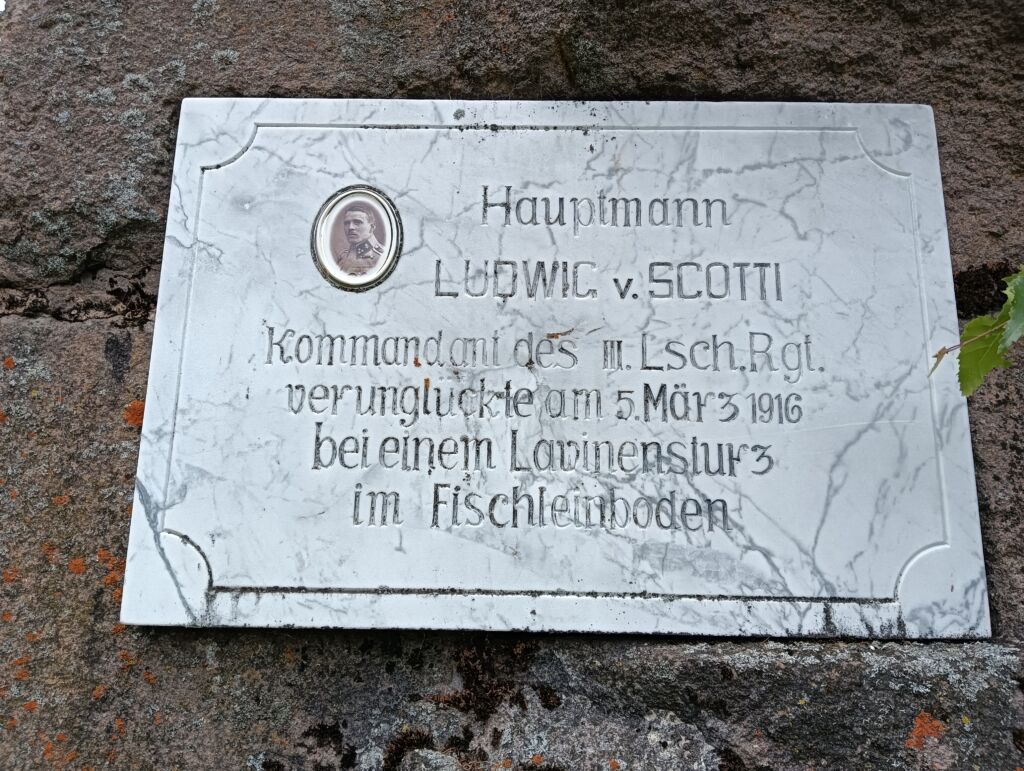 Hauptmann
LUDWIG v. SCOTTI
Kommandant des III. Lsch. Rgt.
verunglückte am 5. März 1916
bei einem Lavinensturz
im Fischleinboden